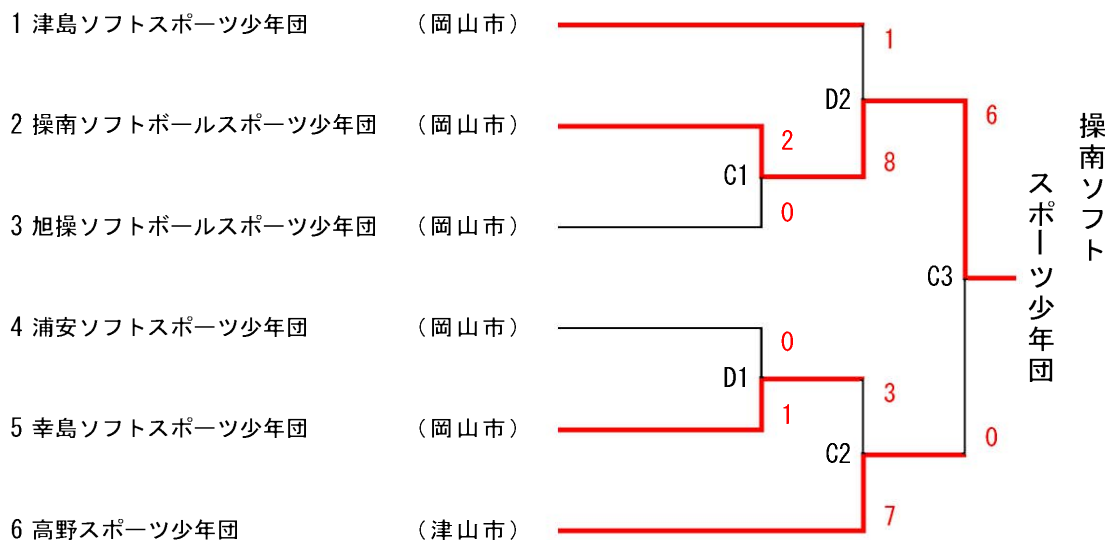 1 津島ソフトスポーツ少年団 (岡山市)
1
D2
6
2 操南ソフトボールスポーツ少年団 (岡山市)
2
8
C1
0
3 旭操ソフトボールスポーツ少年団 (岡山市)
操南ソフト
スポーツ少年団
C3
4 浦安ソフトスポーツ少年団 (岡山市)
0
D1
3
1
5 幸島ソフトスポーツ少年団 (岡山市)
0
C2
7
6 高野スポーツ少年団 (津山市)